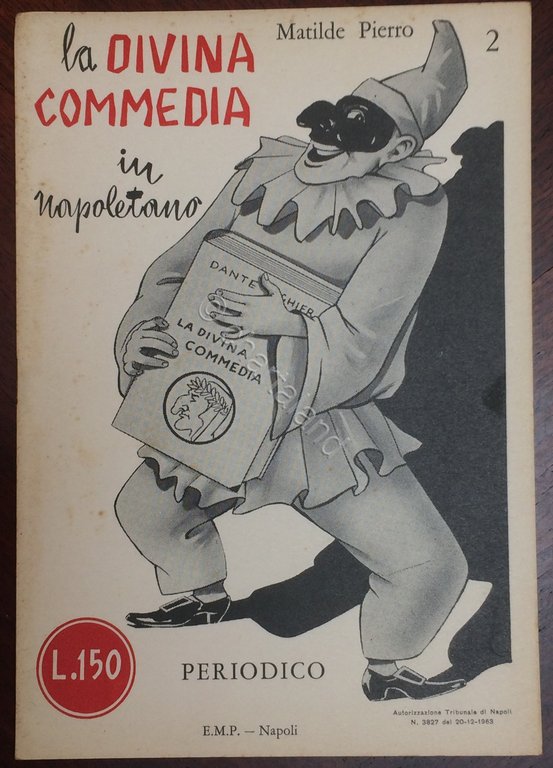 Matilde Pierro
2
la DIVINA
COMMEDIA
in
napoletano
DANTE
LA DIVINA
COMMEDIA
L.150
PERIODICO
E.M.P. — Napoli
Autorizzazione Tribunale di Napoli
N. 3827 del 20-12-1963